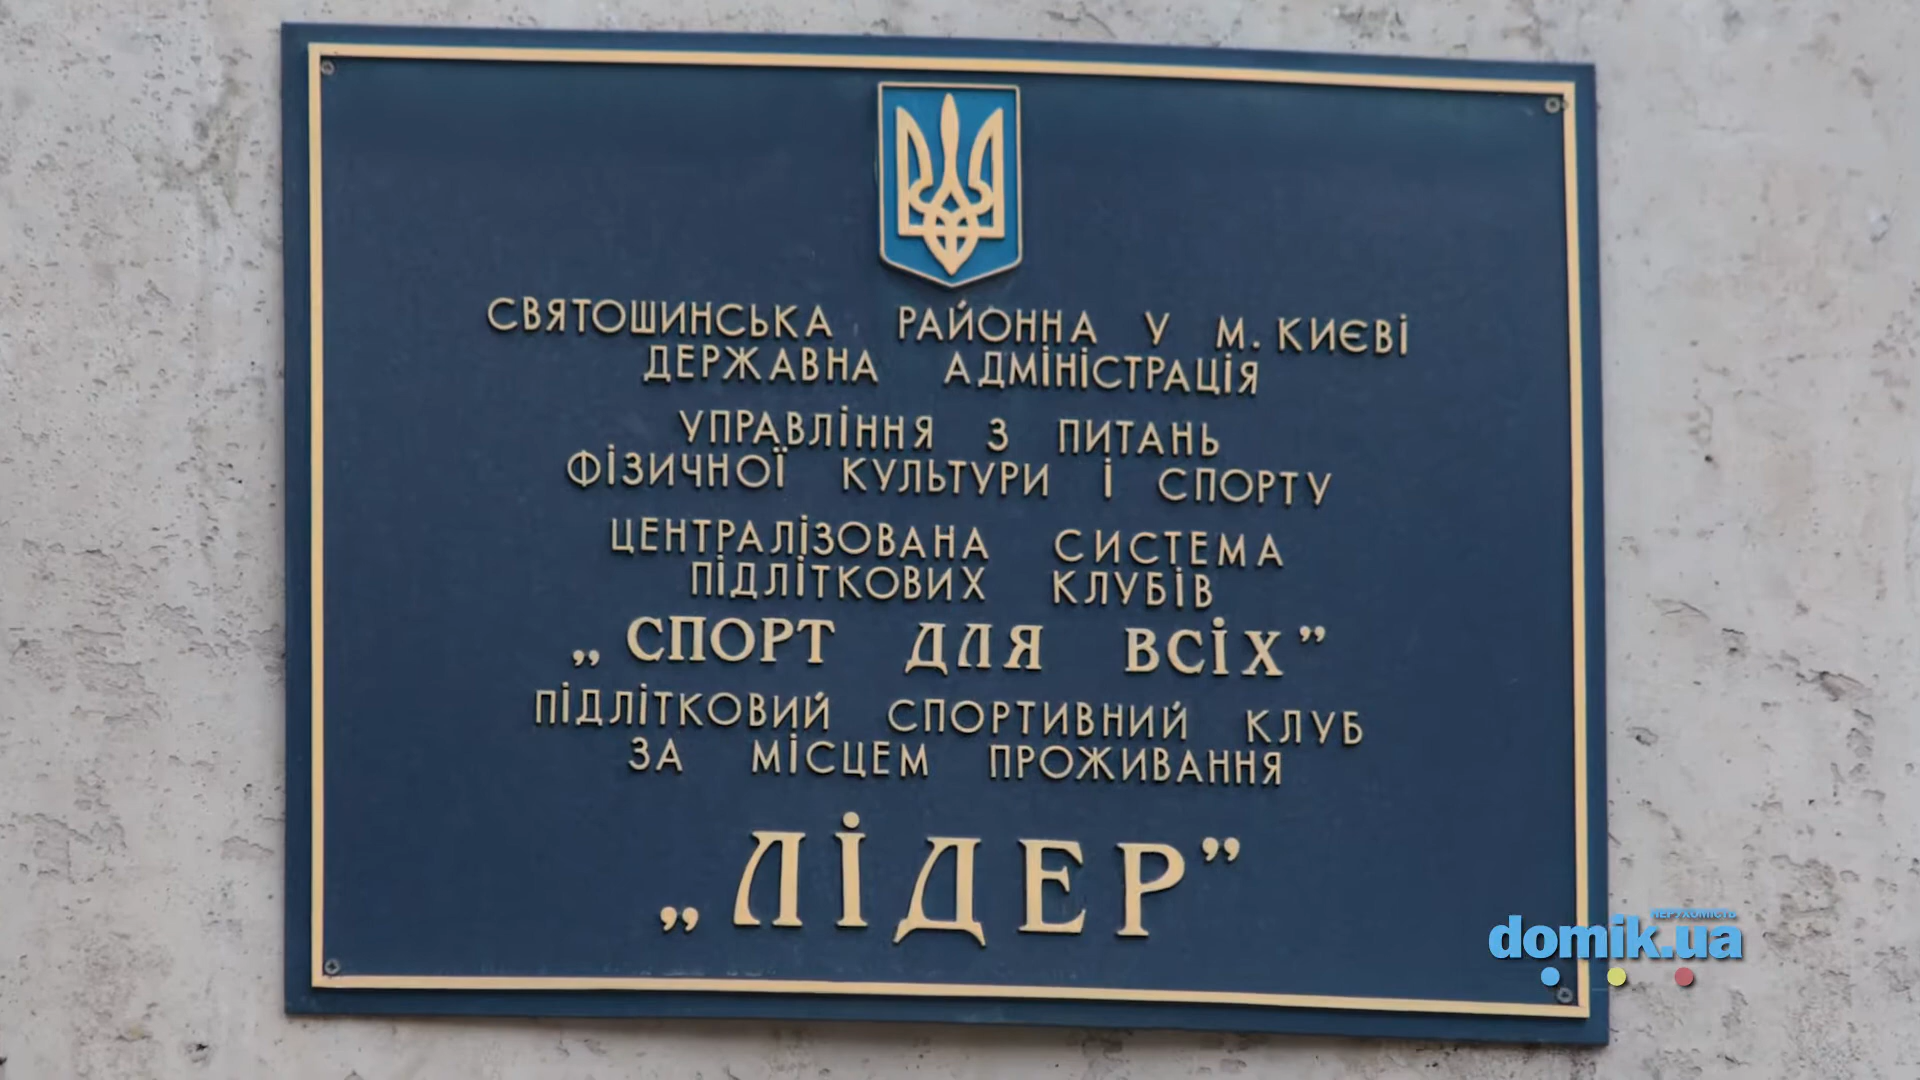 СВЯТОШИНСЬКА РАЙОННА У М. КИЄВІ
ДЕРЖАВНА АДМІНІСТРАЦІЯ
УПРАВЛІННЯ З ПИТАНЬ
ФІЗИЧНОЇ КУЛЬТУРИ І СПОРТУ
ЦЕНТРАЛІЗОВАНА СИСТЕМА
ПІДЛІТКОВИХ КЛУБІВ
„СПОРТ ДЛЯ ВСІХ”
ПІДЛІТКОВИЙ СПОРТИВНИЙ КЛУБ
ЗА МІСЦЕМ ПРОЖИВАННЯ
„ЛІДЕР”
НЕРУХОМІСТЬ
domik.ua